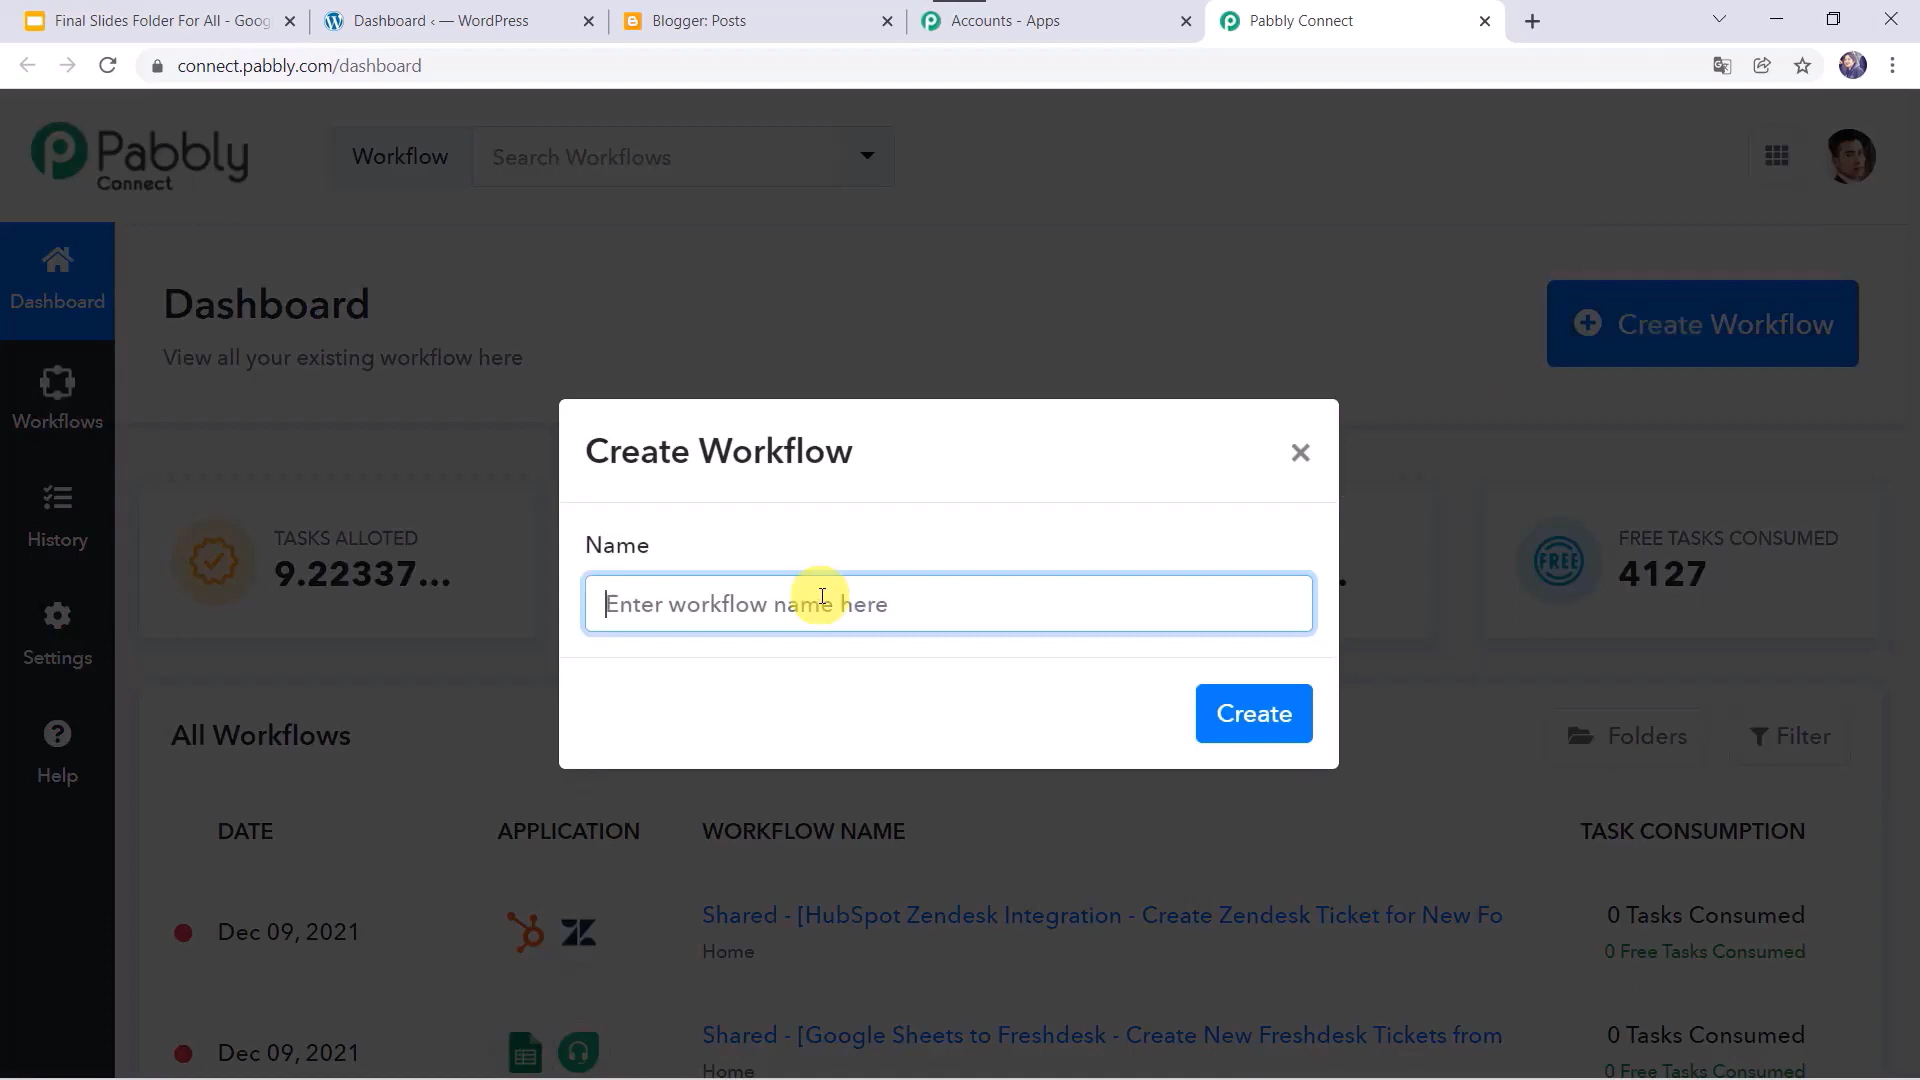 Final Slides Folder For All - Goog
Dashboard ‹ — WordPress
Blogger: Posts
Accounts - Apps
Pabbly Connect
connect.pabbly.com/dashboard
Pabbly
Connect
Workflow
Search Workflows
Dashboard
View all your existing workflow here
Create Workflow
Dashboard
Workflows
History
Settings
Help
Create Workflow
Name
Enter workflow name here
Create
TASKS ALLOTED
9.22337...
FREE
FREE TASKS CONSUMED
4127
All Workflows
Folders
Filter
DATE
APPLICATION
WORKFLOW NAME
TASK CONSUMPTION
Dec 09, 2021
Shared - [HubSpot Zendesk Integration - Create Zendesk Ticket for New Fo
0 Tasks Consumed
Home
0 Free Tasks Consumed
Dec 09, 2021
Shared - [Google Sheets to Freshdesk - Create New Freshdesk Tickets from
0 Tasks Consumed
Home
0 Free Tasks Consumed